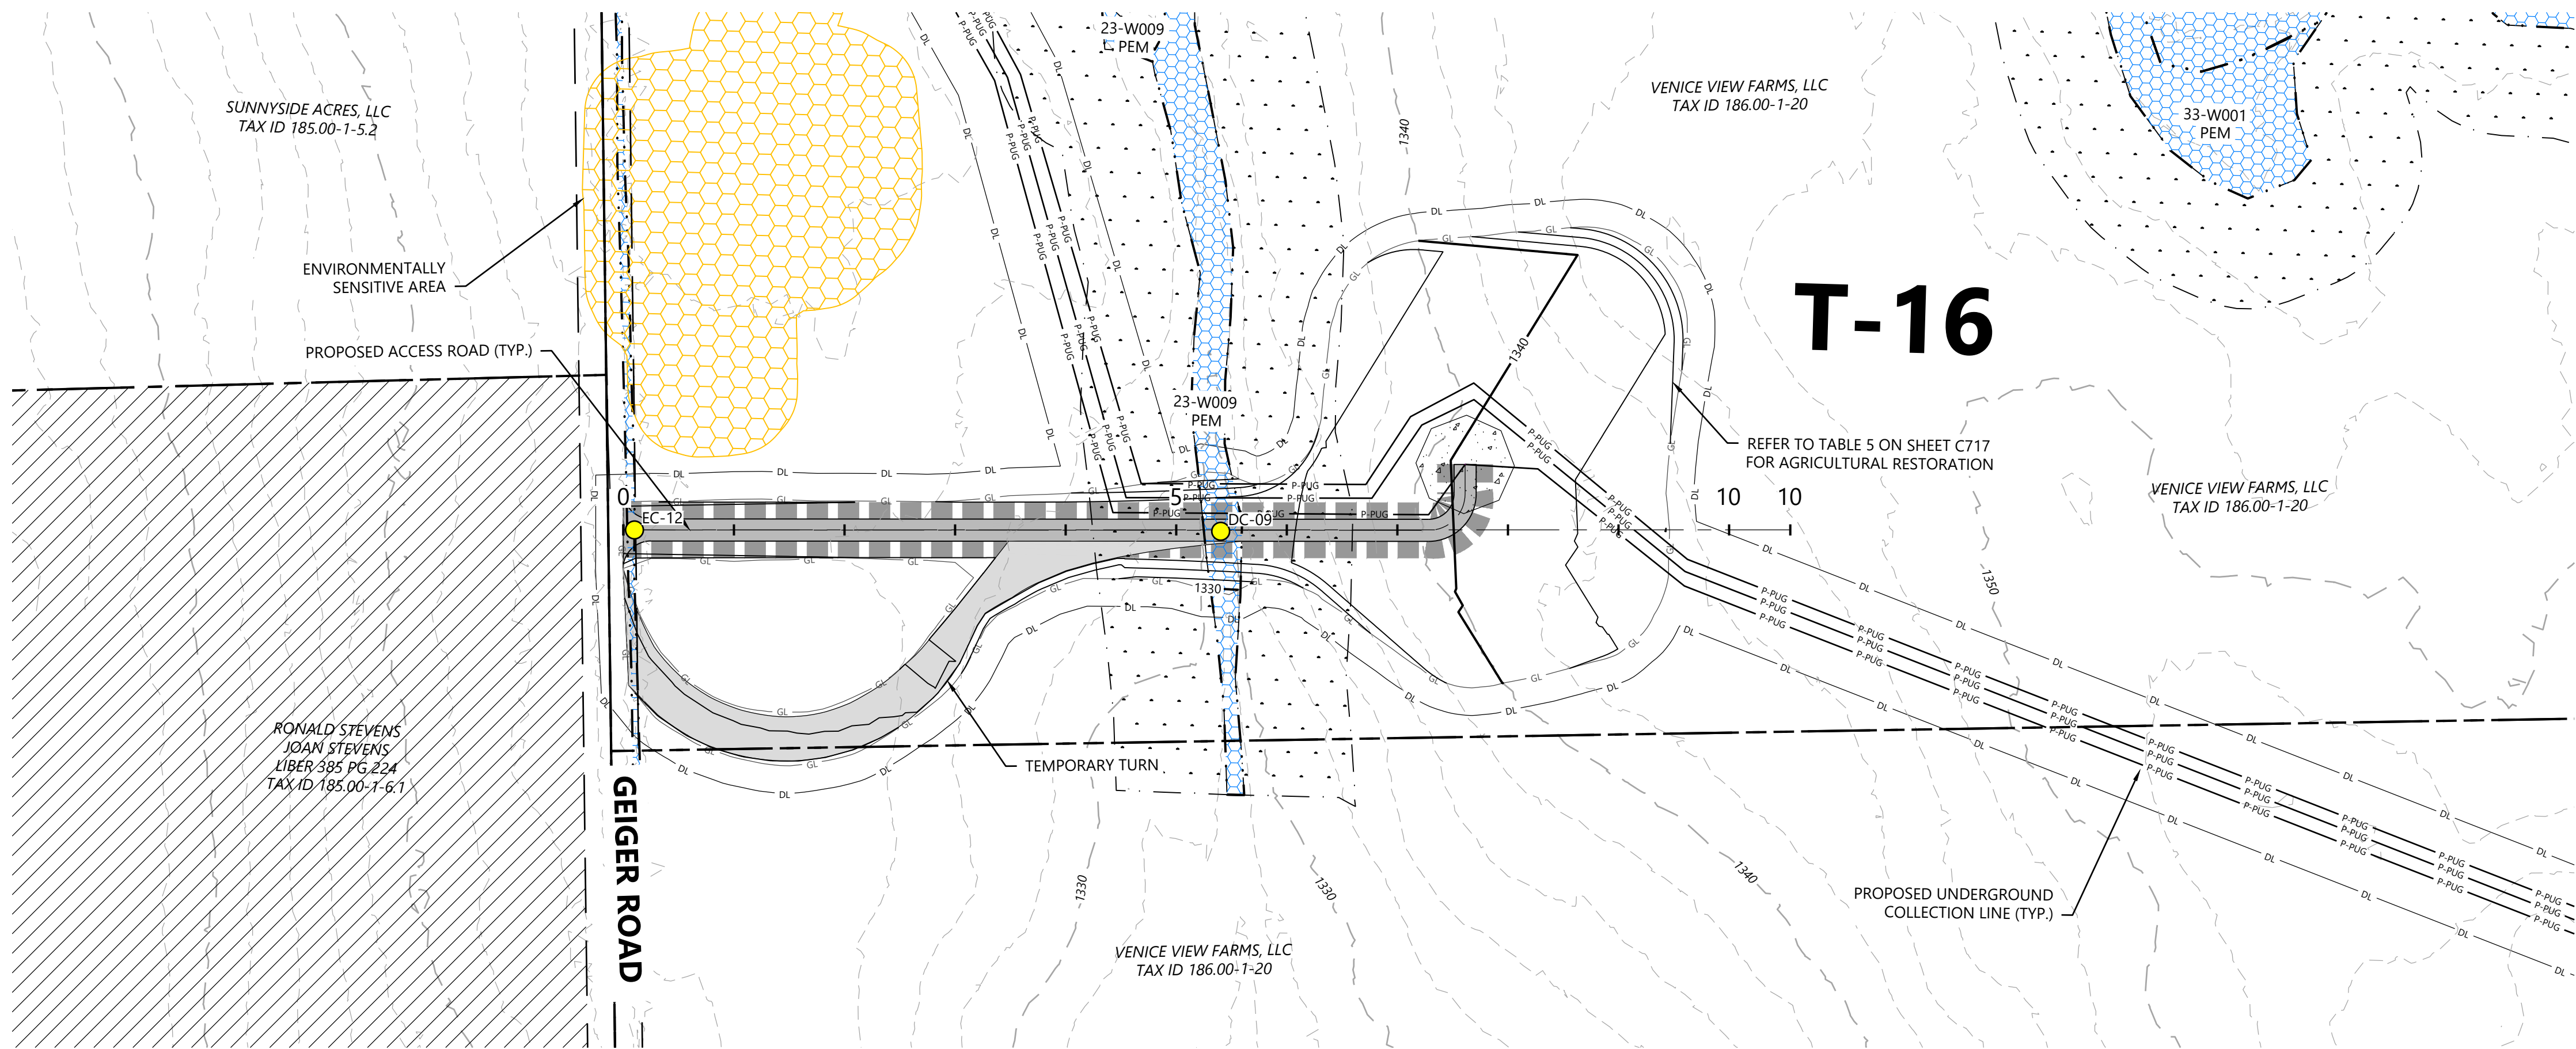 23-W009
PEM
SUNNYSIDE ACRES, LLC
TAX ID 185.00-1-5.2
VENICE VIEW FARMS, LLC
TAX ID 186.00-1-20
33-W001
PEM
1340
ENVIRONMENTALLY
SENSITIVE AREA
T-16
PROPOSED ACCESS ROAD (TYP.)
1340
23-W009
PEM
REFER TO TABLE 5 ON SHEET C717
FOR AGRICULTURAL RESTORATION
0
5
10
10
VENICE VIEW FARMS, LLC
TAX ID 186.00-1-20
EC-12
DC-09
1330
1350
RONALD STEVENS
JOAN STEVENS
LIBER 385 PG 224
TAX ID 185.00-1-6.1
TEMPORARY TURN
GEIGER ROAD
1330
1330
1340
PROPOSED UNDERGROUND
COLLECTION LINE (TYP.)
VENICE VIEW FARMS, LLC
TAX ID 186.00-1-20
DL
GL
P-PUG